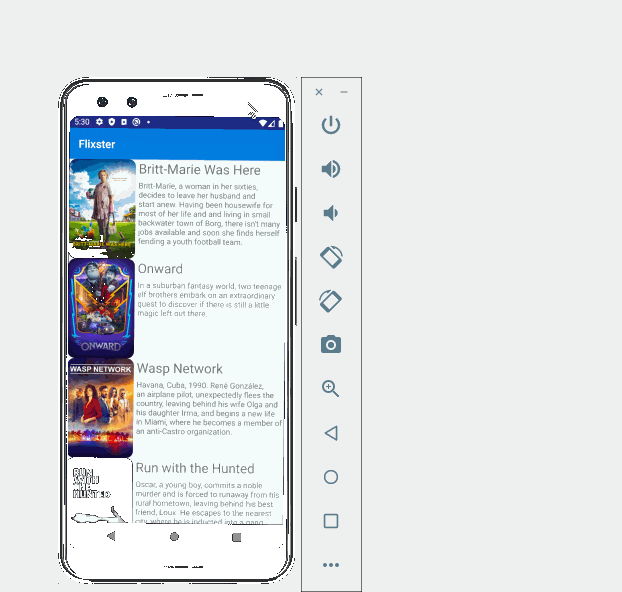 5:30
Flixster
Britt-Marie Was Here
Britt-Marie, a woman in her sixties,
decides to leave her husband and
start anew. Having been housewife for
most of her life and and living in small
backwater town of Borg, there isn't many
jobs available and soon she finds herself
fending a youth football team.
BRITT-MARIE WAS HERE
Onward
In a suburban fantasy world, two teenage
elf brothers embark on an extraordinary
quest to discover if there is still a little
magic left out there.
ONWARD
Wasp Network
WASP NETWORK
Havana, Cuba, 1990. René González,
an airplane pilot, unexpectedly flees the
country, leaving behind his wife Olga and
his daughter Irma, and begins a new life
in Miami, where he becomes a member of
an anti-Castro organization.
Run with the Hunted
RUN
WITH
THE
HUNTED
Oscar, a young boy, commits a noble
murder and is forced to runaway from his
rural hometown, leaving behind his best
friend, Loux. He escapes to the nearest
city, where he is inducted into a gang